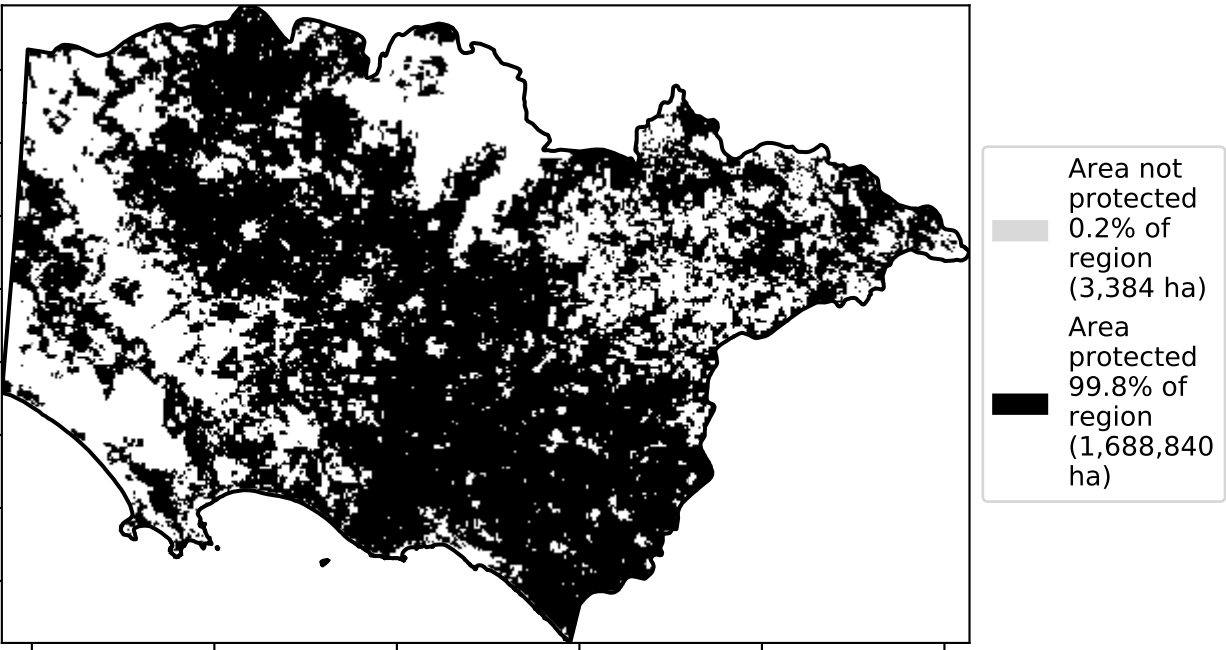 Area not
protected
0.2% of
region
(3,384 ha)
Area
protected
99.8% of
region
(1,688,840
ha)